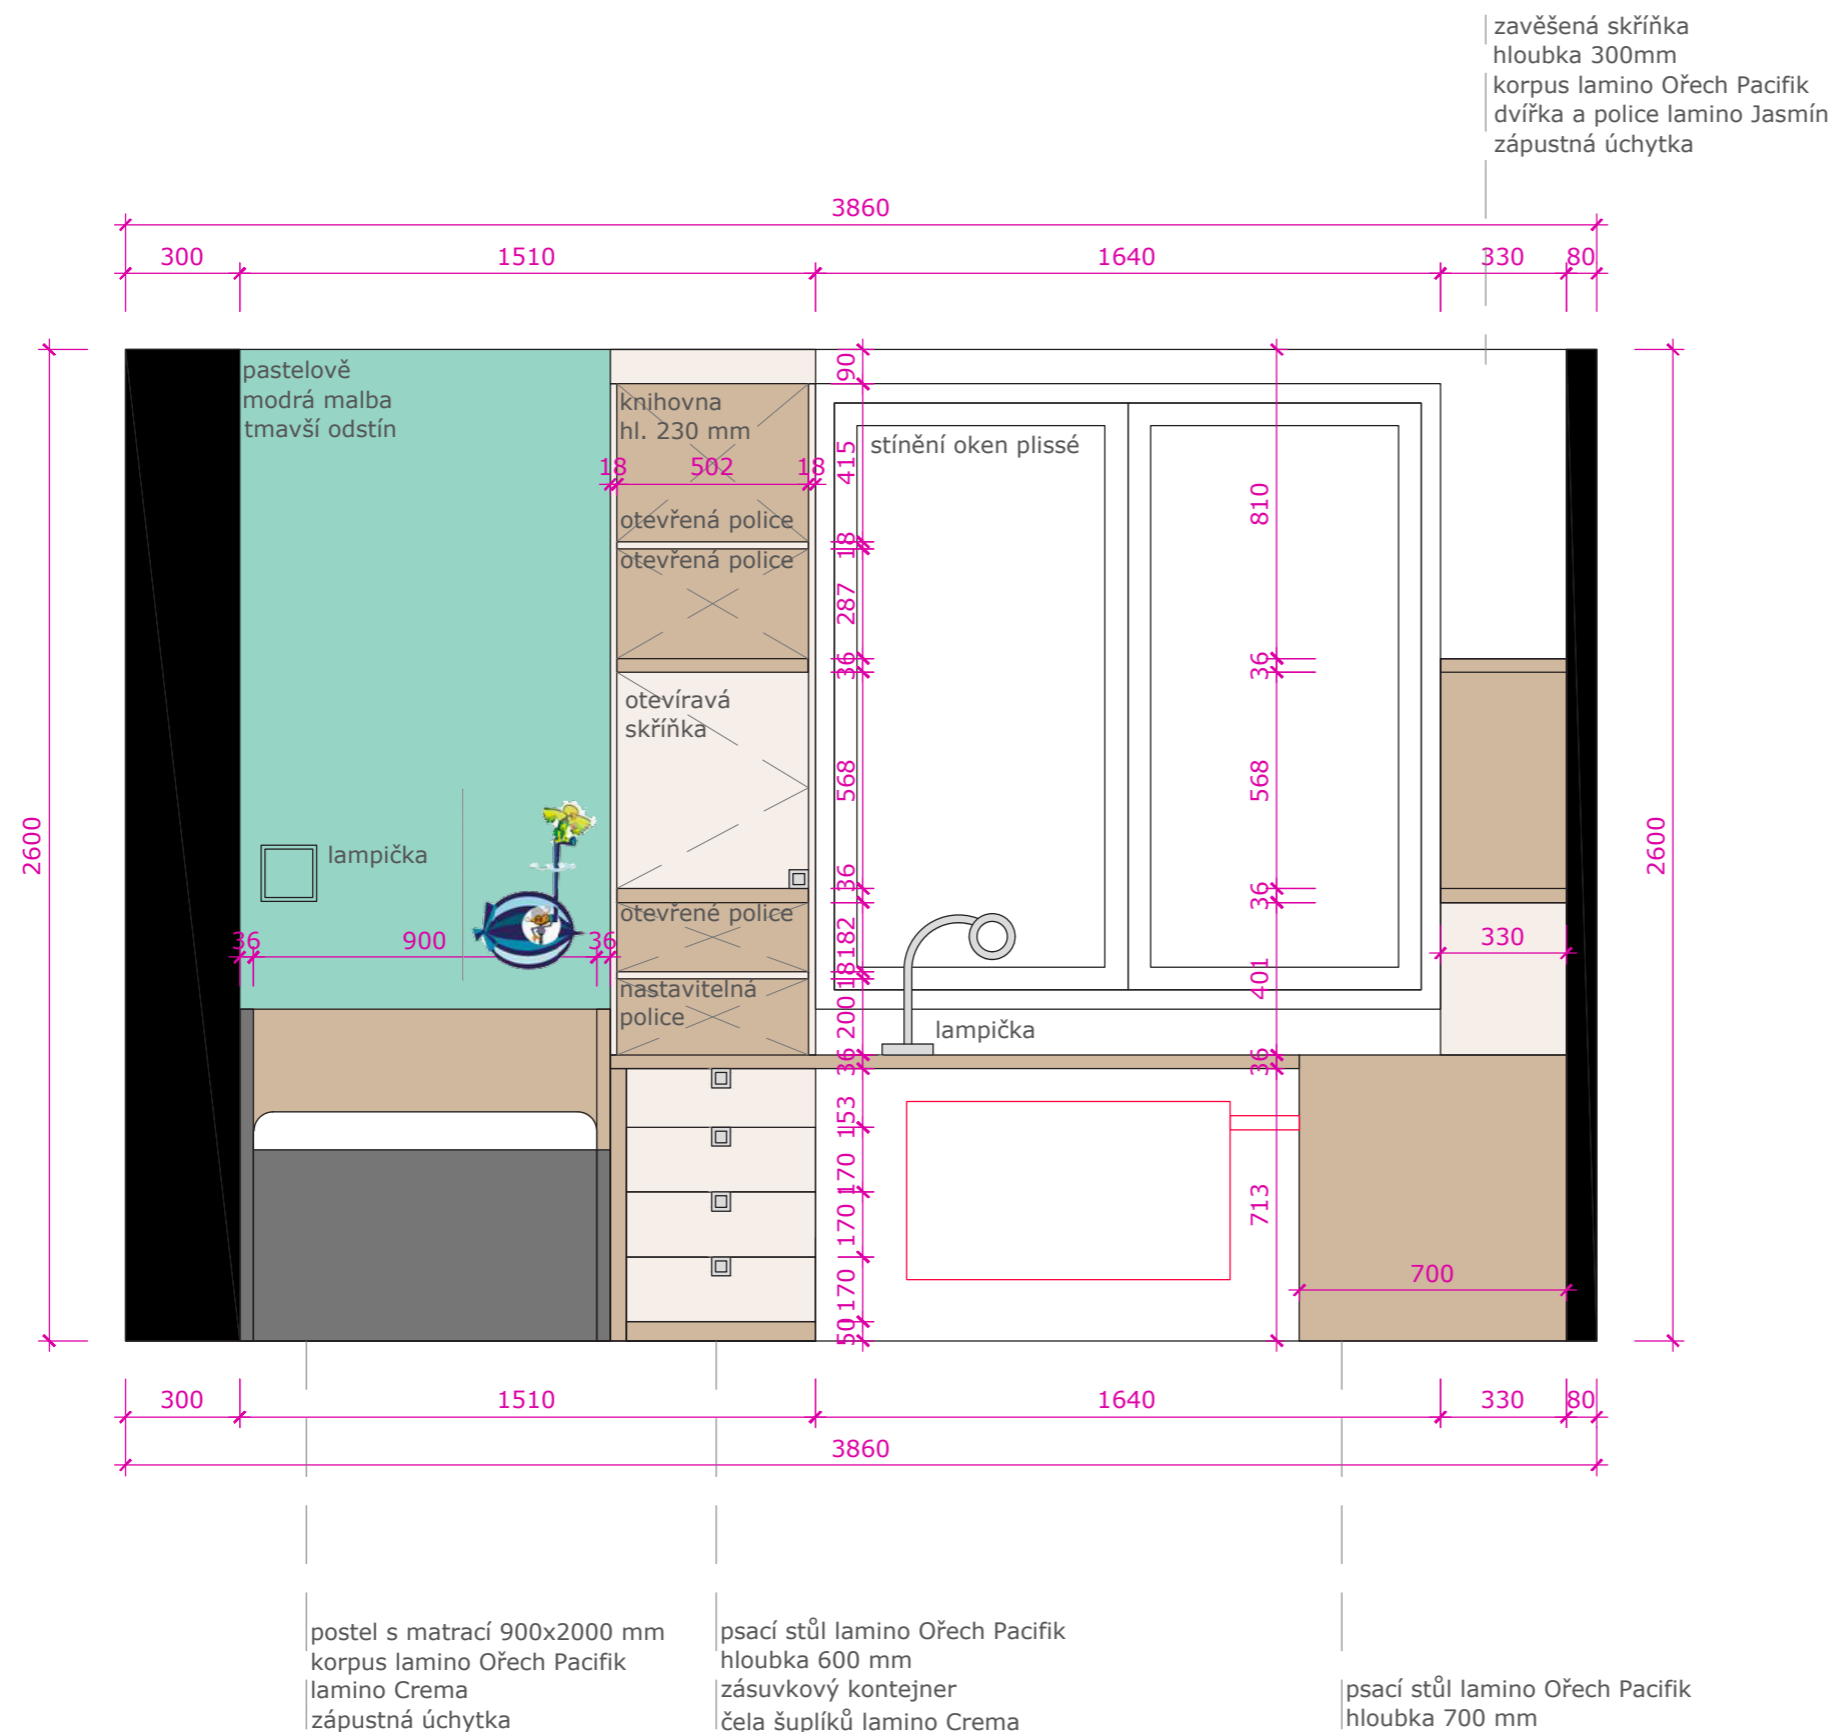 zavěšená skříňka
hloubka 300mm
korpus lamino Ořech Pacifik
dvířka a police lamino Jasmín
zápustná úchytka
3860
300 1510 1640 330 80
pastelově
modrá malba
tmavší odstín
knihovna
hl. 230 mm
18 502 18
otevřená police
otevřená police
otevíravá
skříňka
otevřené police
nastavitelná
police
stínění oken plissé
lampička
lampička
36 900 36
2600
90
415
18
287
36
568
36
182
18
200
36
153
170
170
170
50
810
36
568
36
401
36
713
330
700
2600
300 1510 1640 330 80
3860
postel s matrací 900x2000 mm
korpus lamino Ořech Pacifik
lamino Crema
zápustná úchytka
psací stůl lamino Ořech Pacifik
hloubka 600 mm
zásuvkový kontejner
čela šuplíků lamino Crema
psací stůl lamino Ořech Pacifik
hloubka 700 mm